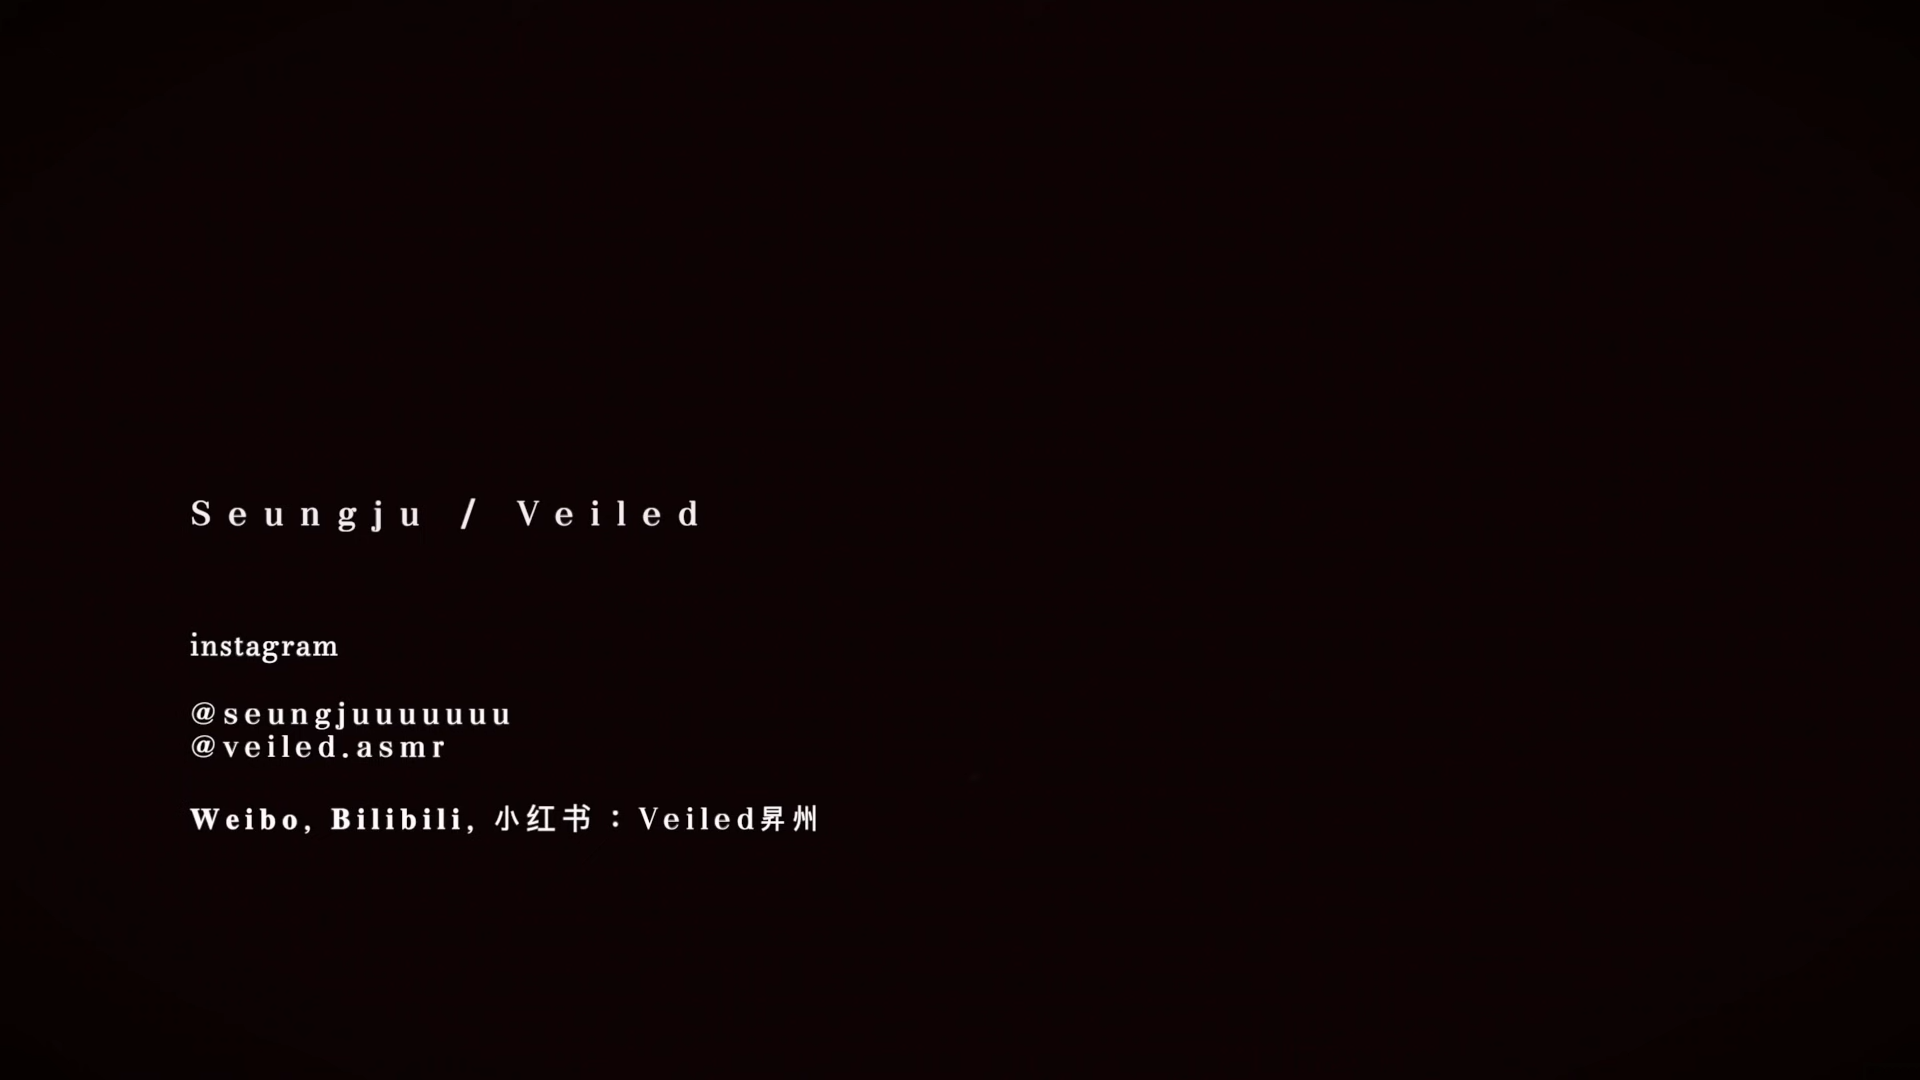 Seungju / Veiled
instagram
@seungjuuuuuuu
@veiled.asmr
Weibo, Bilibili, 小红书 : Veiled昇州